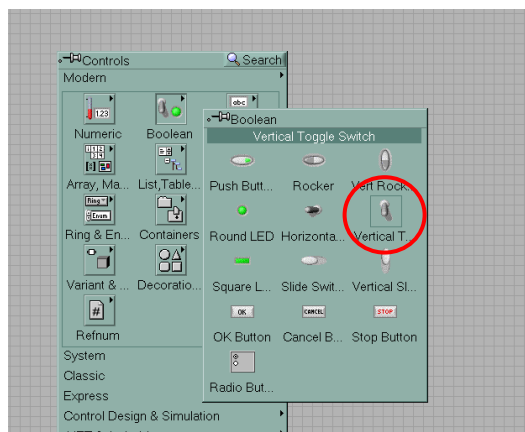 Controls
Search
Modern
123
abc
Numeric
Boolean
Boolean
Vertical Toggle Switch
Array, Ma...
List,Table...
Push Butt...
Rocker
Vert Rock...
Ring
Enum
Ring & En...
Containers
Round LED
Horizonta...
Vertical T...
Variant & ...
Decoratio...
Square L...
Slide Swit...
Vertical Sl...
#
OK
CANCEL
STOP
Refnum
OK Button
Cancel B...
Stop Button
System
Classic
Radio But...
Express
Control Design & Simulation